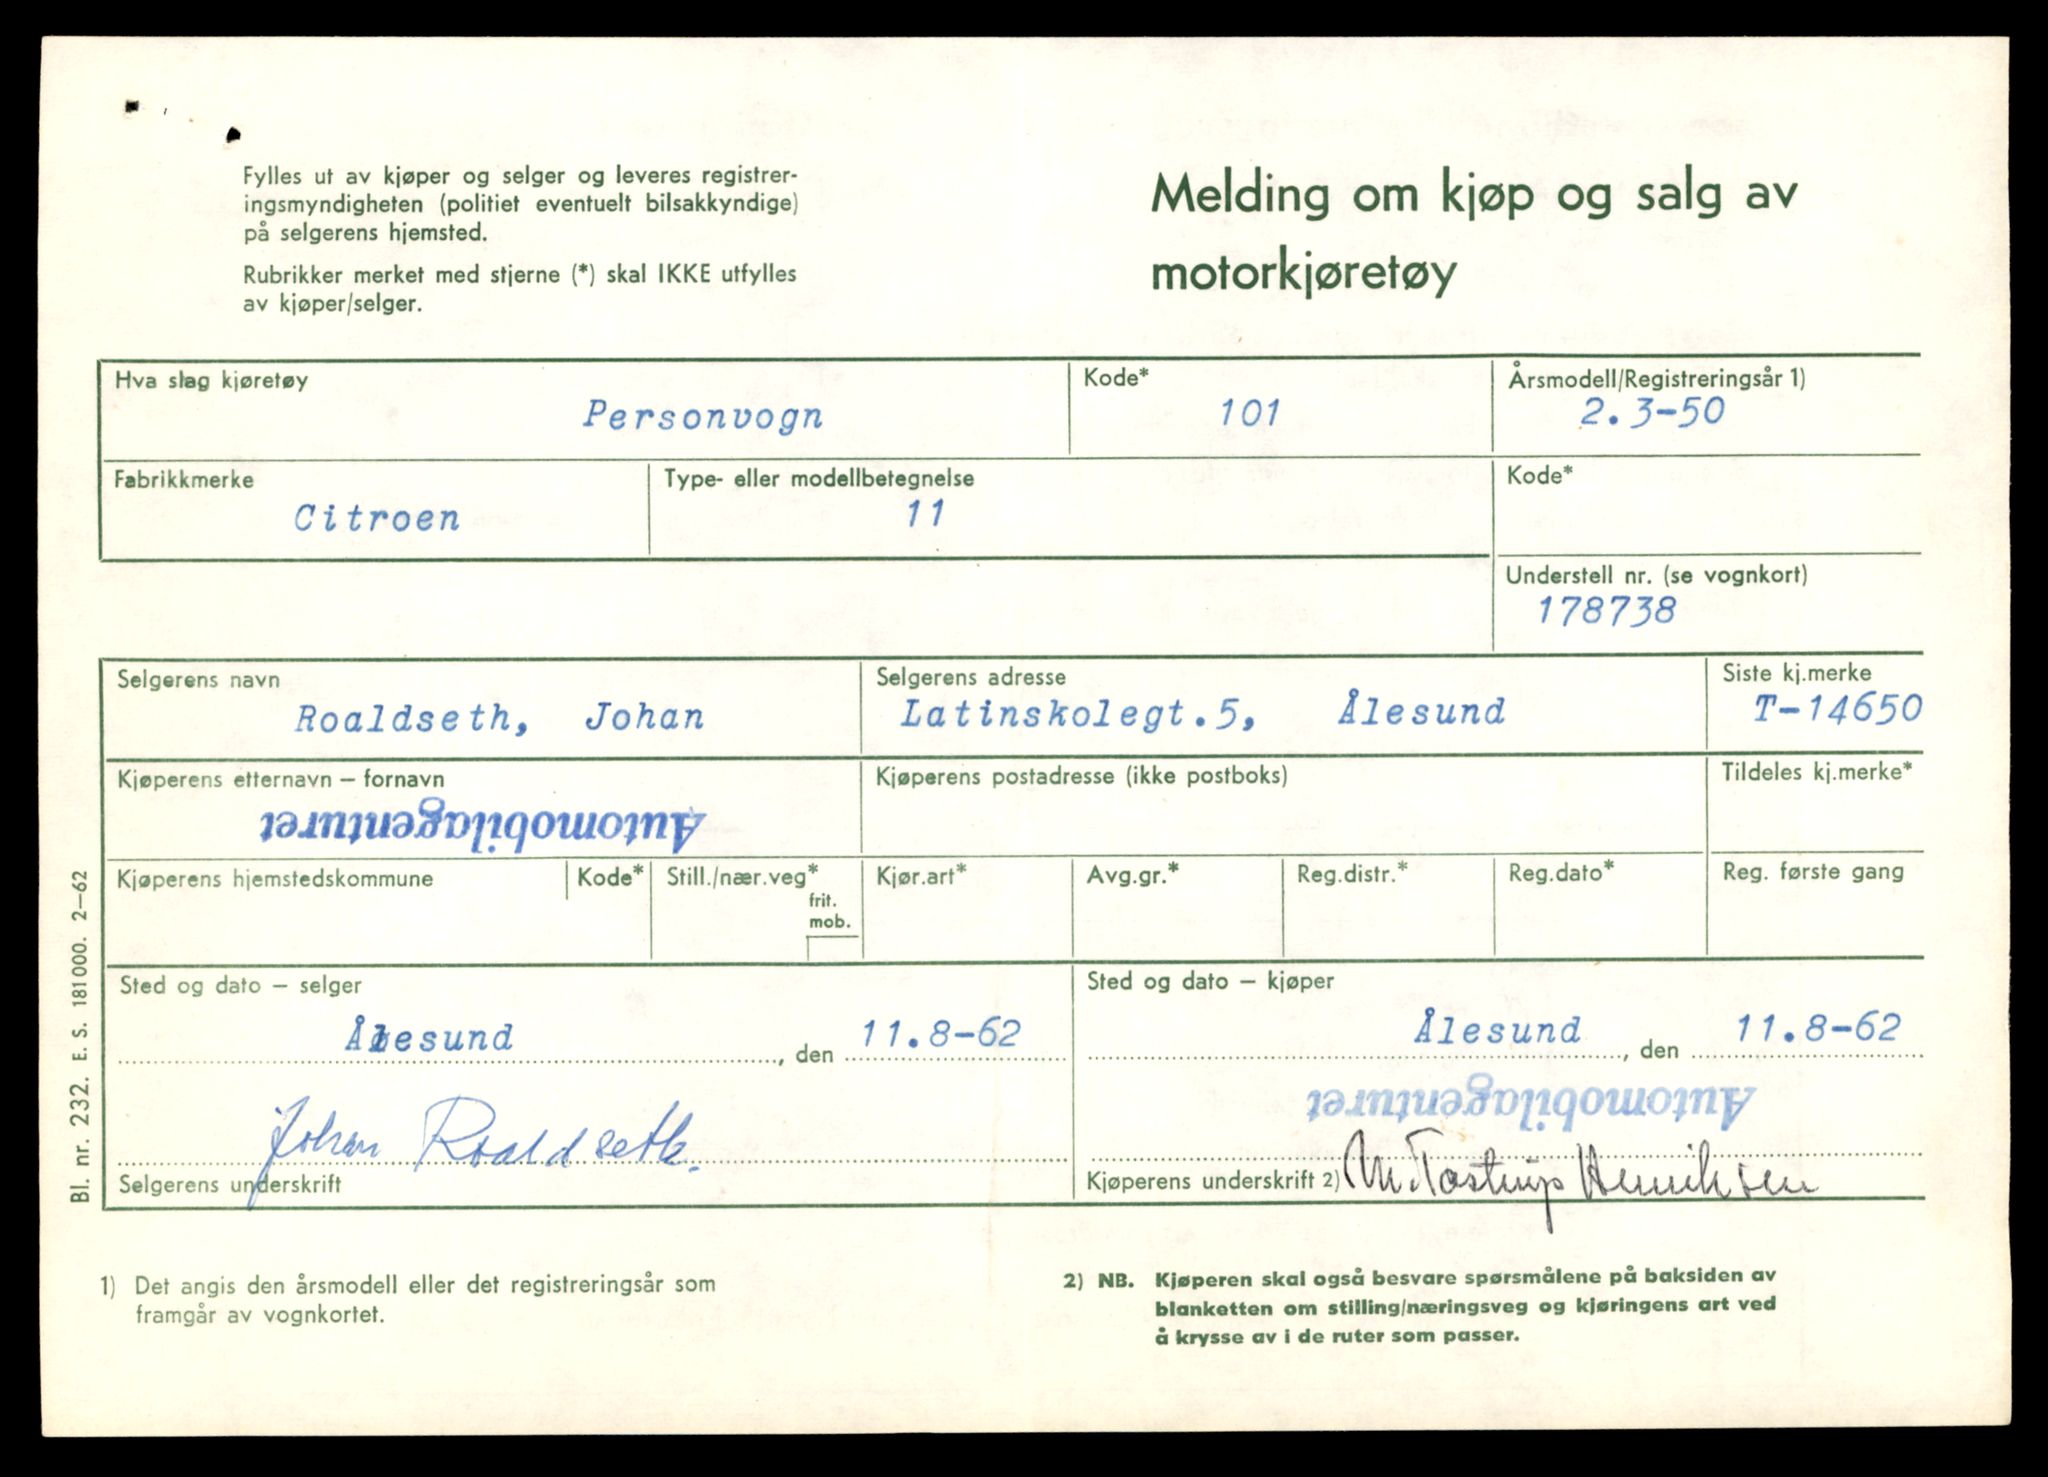 Fylles ut av kjøper og selger og leveres registrer-
ingsmyndigheten (politiet eventuelt bilsakkyndige)
på selgerens hjemsted.
Rubrikker merket med stjerne (*) skal IKKE utfylles
av kjøper/selger.
Melding om kjøp og salg av
motorkjøretøy
Hva slag kjøretøy
Personvogn
Kode*
101
Årsmodell/Registreringsår 1)
2.3-50
Fabrikkmerke
Citroen
Type- eller modellbetegnelse
11
Kode*
Understell nr. (se vognkort)
178738
Selgerens navn
Roaldseth, Johan
Selgerens adresse
Latinskolegt.5, Ålesund
Siste kj.merke
T-14650
Kjøperens etternavn – fornavn
Automobilagenturet
Kjøperens postadresse (ikke postboks)
Tildeles kj.merke*
Kjøperens hjemstedskommune
Kode*
Still./nær.veg*
frit.
mob.
Kjør.art*
Avg.gr.*
Reg.distr.*
Reg.dato*
Reg. første gang
Sted og dato – selger
Ålesund, den 11.8-62
Johan Roaldseth.
Selgerens underskrift
Sted og dato – kjøper
Ålesund, den 11.8-62
Automobilagenturet
Kjøperens underskrift 2) M. Tostrup Henriksen
Bl. nr. 232. E. S. 181000. 2–62
1) Det angis den årsmodell eller det registreringsår som
framgår av vognkortet.
2) NB. Kjøperen skal også besvare spørsmålene på baksiden av
blanketten om stilling/næringsveg og kjøringens art ved
å krysse av i de ruter som passer.